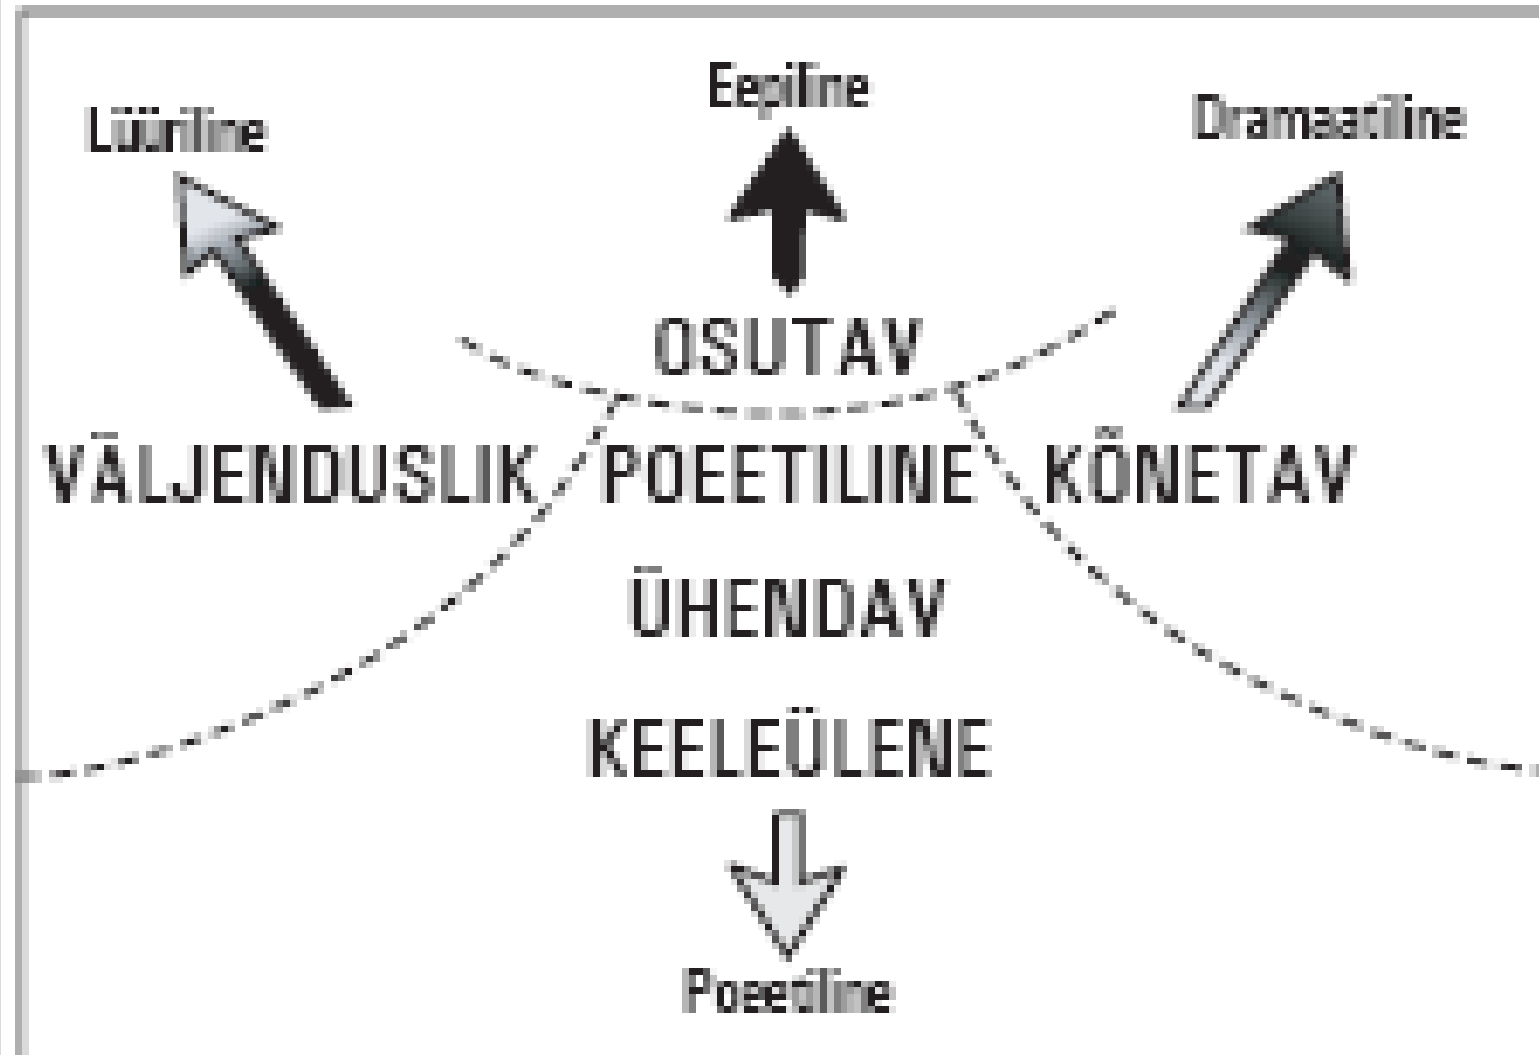 Eepiline
Lüüriline
Dramaatiline
OSUTAV
VÄLJENDUSLIK POEETILINE KÕNETAV
ÜHENDAV
KEELEÜLENE
Poeetiline